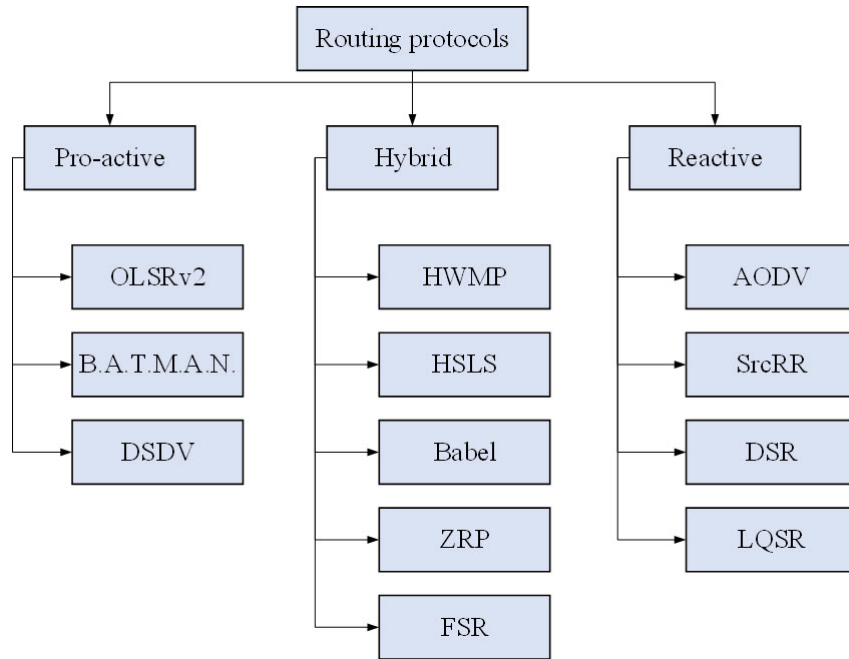 Routing protocols
Pro-active
Hybrid
Reactive
OLSRv2
B.A.T.M.A.N.
DSDV
HWMP
HSLS
Babel
ZRP
FSR
AODV
SrcRR
DSR
LQSR